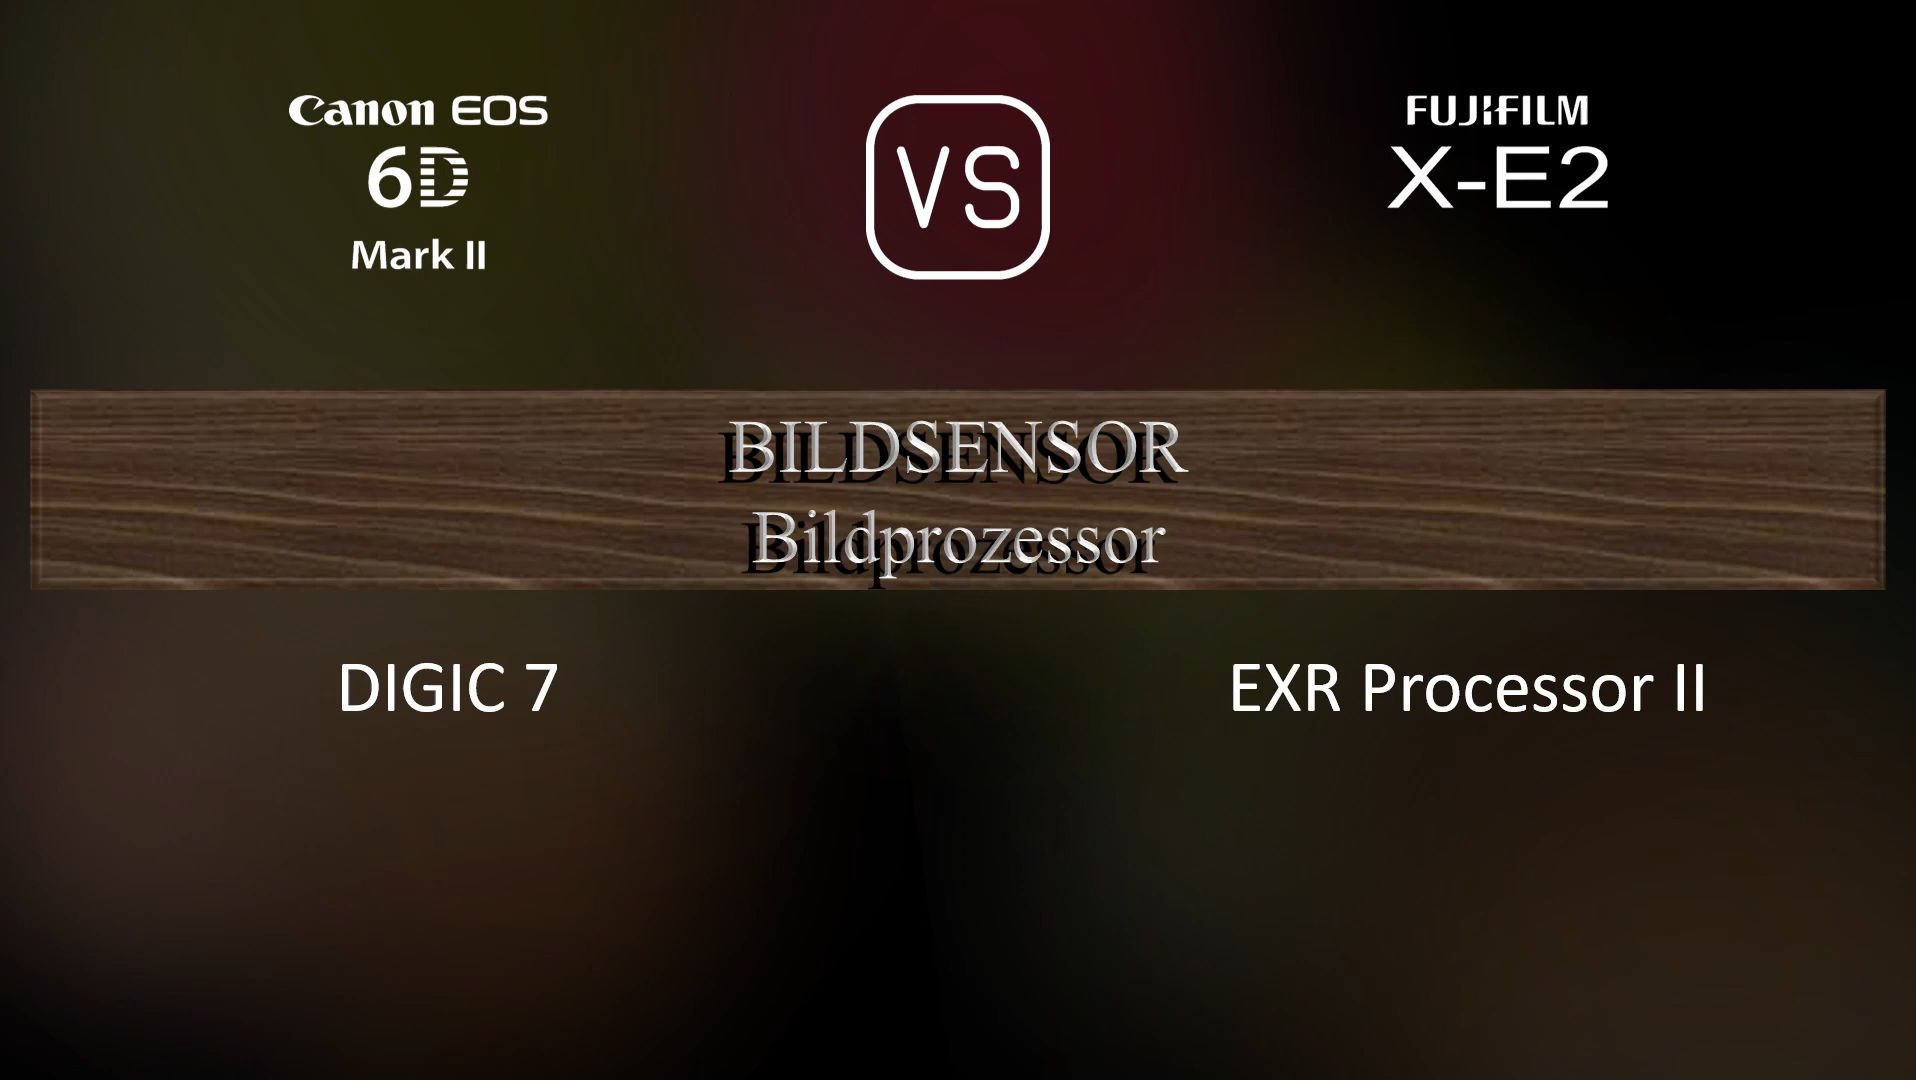 Canon EOS
6D
Mark II
VS
FUJIFILM
X-E2
BILDSENSOR
Bildprozessor
DIGIC 7
EXR Processor II